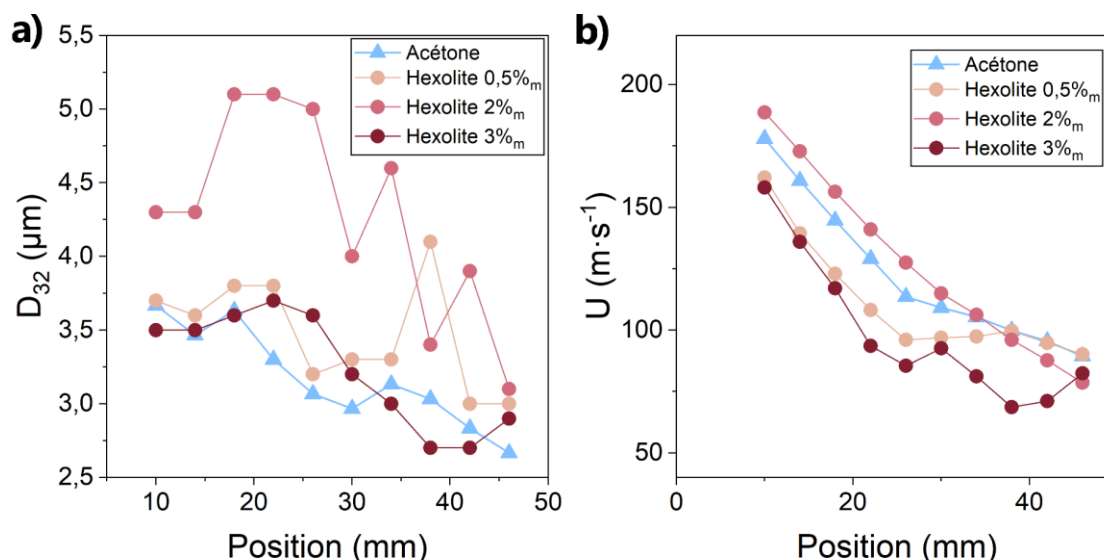 a)
5,5
5,0
4,5
4,0
3,5
3,0
2,5
D32 (µm)
10
20
30
40
50
Position (mm)
Acétone
Hexolite 0,5%m
Hexolite 2%m
Hexolite 3%m
b)
200
150
100
50
U (m·s-1)
0
20
40
Position (mm)
Acétone
Hexolite 0,5%m
Hexolite 2%m
Hexolite 3%m